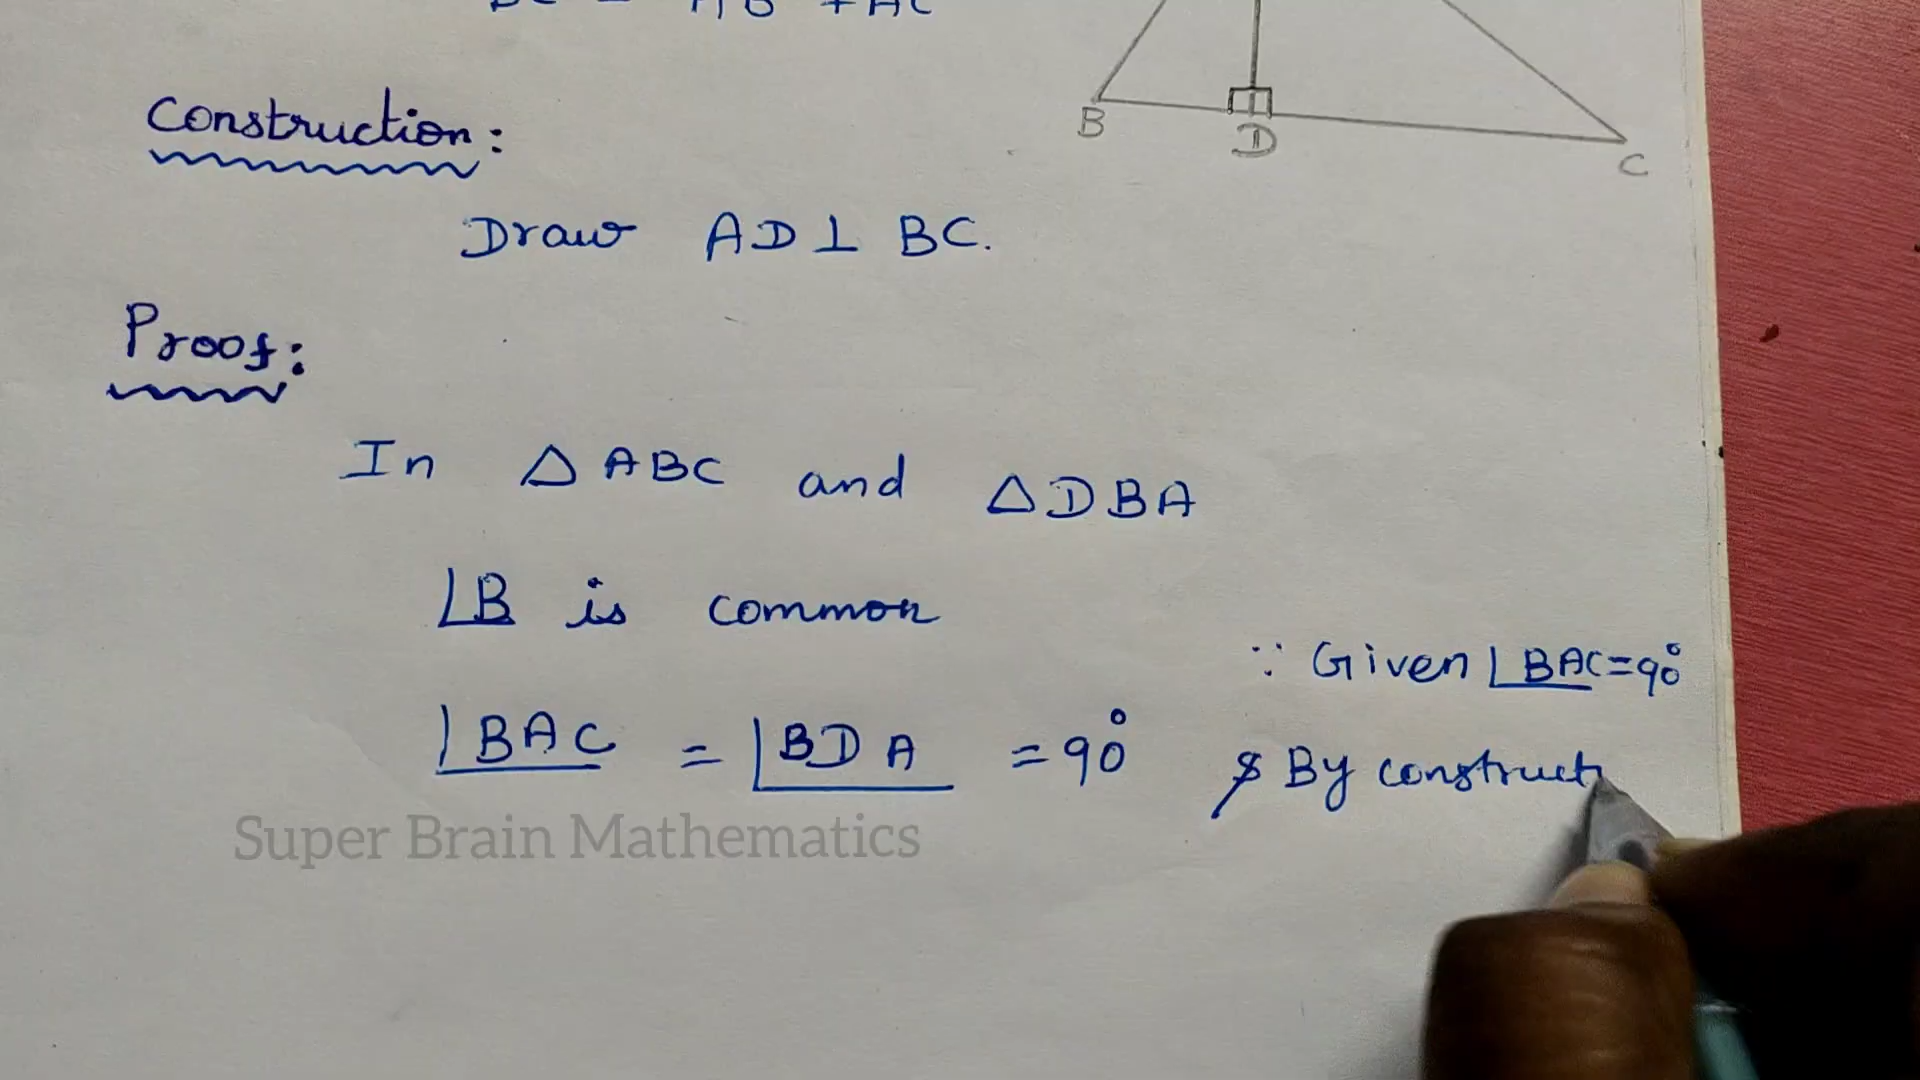 Construction:
Draw AD ⊥ BC.
B
D
C
Proof:
In △ABC and △DBA
∠B is common
∠BAC = ∠BDA = 90°
∵ Given ∠BAC=90°
& By constructi
Super Brain Mathematics